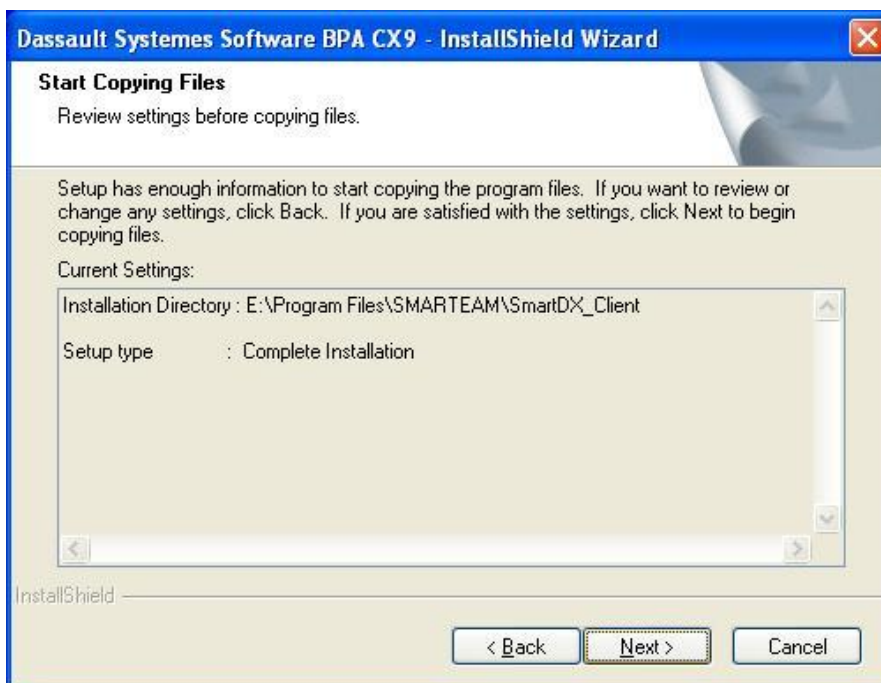 Dassault Systemes Software BPA CX9 - InstallShield Wizard
Start Copying Files
Review settings before copying files.
Setup has enough information to start copying the program files. If you want to review or
change any settings, click Back. If you are satisfied with the settings, click Next to begin
copying files.
Current Settings:
Installation Directory : E:\Program Files\SMARTEAM\SmartDX_Client
Setup type : Complete Installation
InstallShield
< Back Next > Cancel